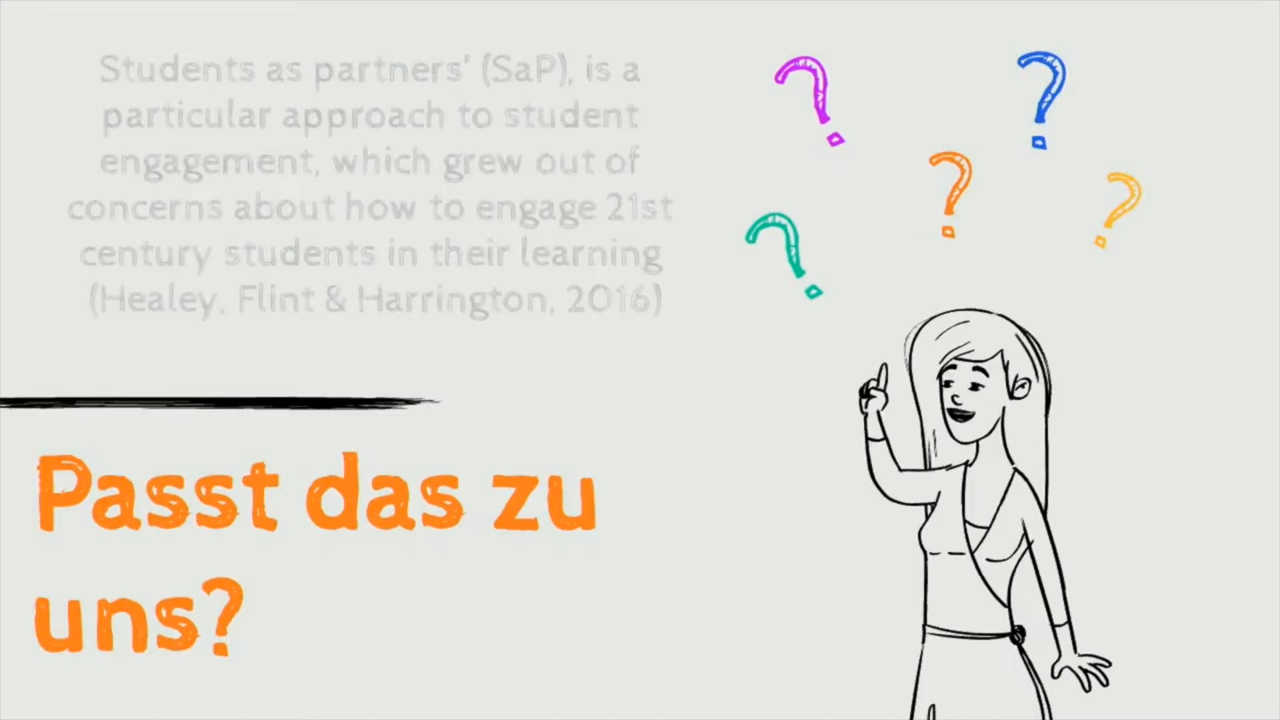 Students as partners’ (SaP), is a
particular approach to student
engagement, which grew out of
concerns about how to engage 21st
century students in their learning
(Healey, Flint & Harrington, 2016)
Passt das zu
uns?